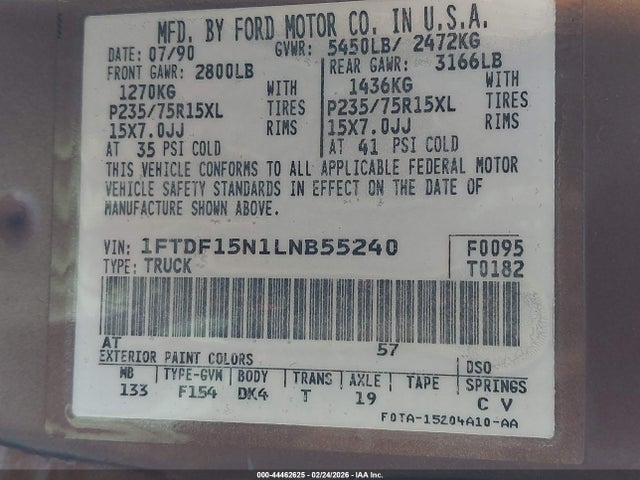 MFD. BY FORD MOTOR CO. IN U.S.A.
DATE: 07/90 GVWR: 5450LB/ 2472KG
FRONT GAWR: 2800LB REAR GAWR: 3166LB
1270KG WITH 1436KG WITH
P235/75R15XL TIRES P235/75R15XL TIRES
15X7.0JJ RIMS 15X7.0JJ RIMS
AT 35 PSI COLD AT 41 PSI COLD
THIS VEHICLE CONFORMS TO ALL APPLICABLE FEDERAL MOTOR
VEHICLE SAFETY STANDARDS IN EFFECT ON THE DATE OF
MANUFACTURE SHOWN ABOVE.
VIN: 1FTDF15N1LNB55240 F0095
TYPE: TRUCK T0182
AT 57
EXTERIOR PAINT COLORS DSO
WB TYPE-GVM BODY TRANS AXLE TAPE SPRINGS
133 F154 DK4 T 19 C V
F0TA-15204A10-AA
000-44462625 - 02/24/2026 - IAA Inc.